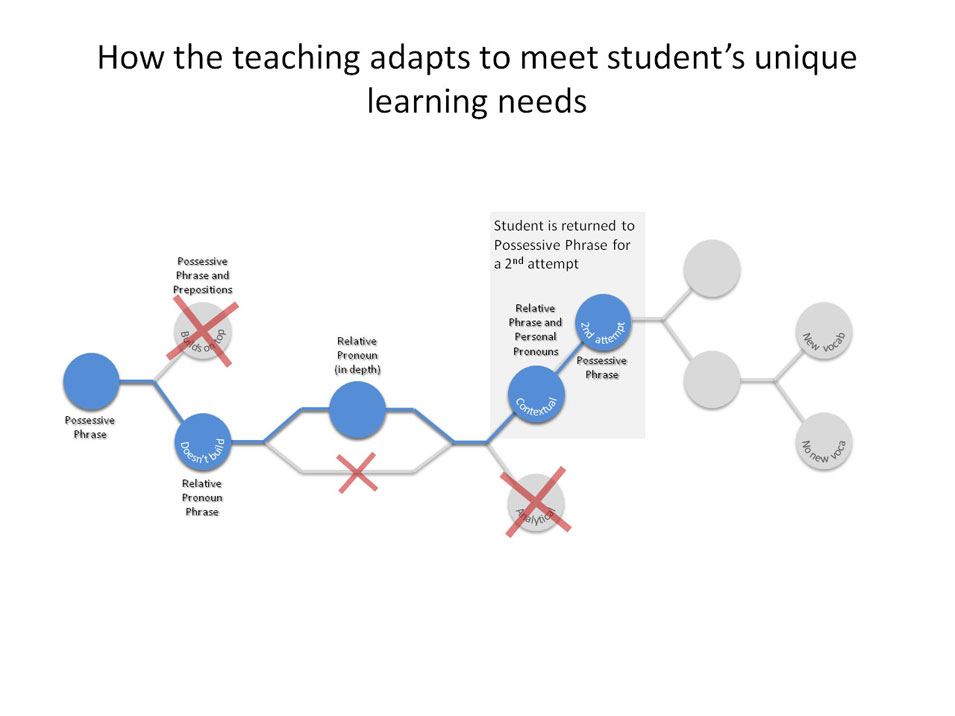 How the teaching adapts to meet student's unique
learning needs
Student is returned to
Possessive Phrase for
a 2nd attempt
Possessive
Phrase and
Prepositions
Builds on top
Possessive
Phrase
Doesn't build
Relative
Pronoun
Phrase
Relative
Pronoun
(in depth)
Relative
Phrase and
Personal
Pronouns
Contextual
2nd attempt
Possessive
Phrase
Analytical
New vocab
No new voca